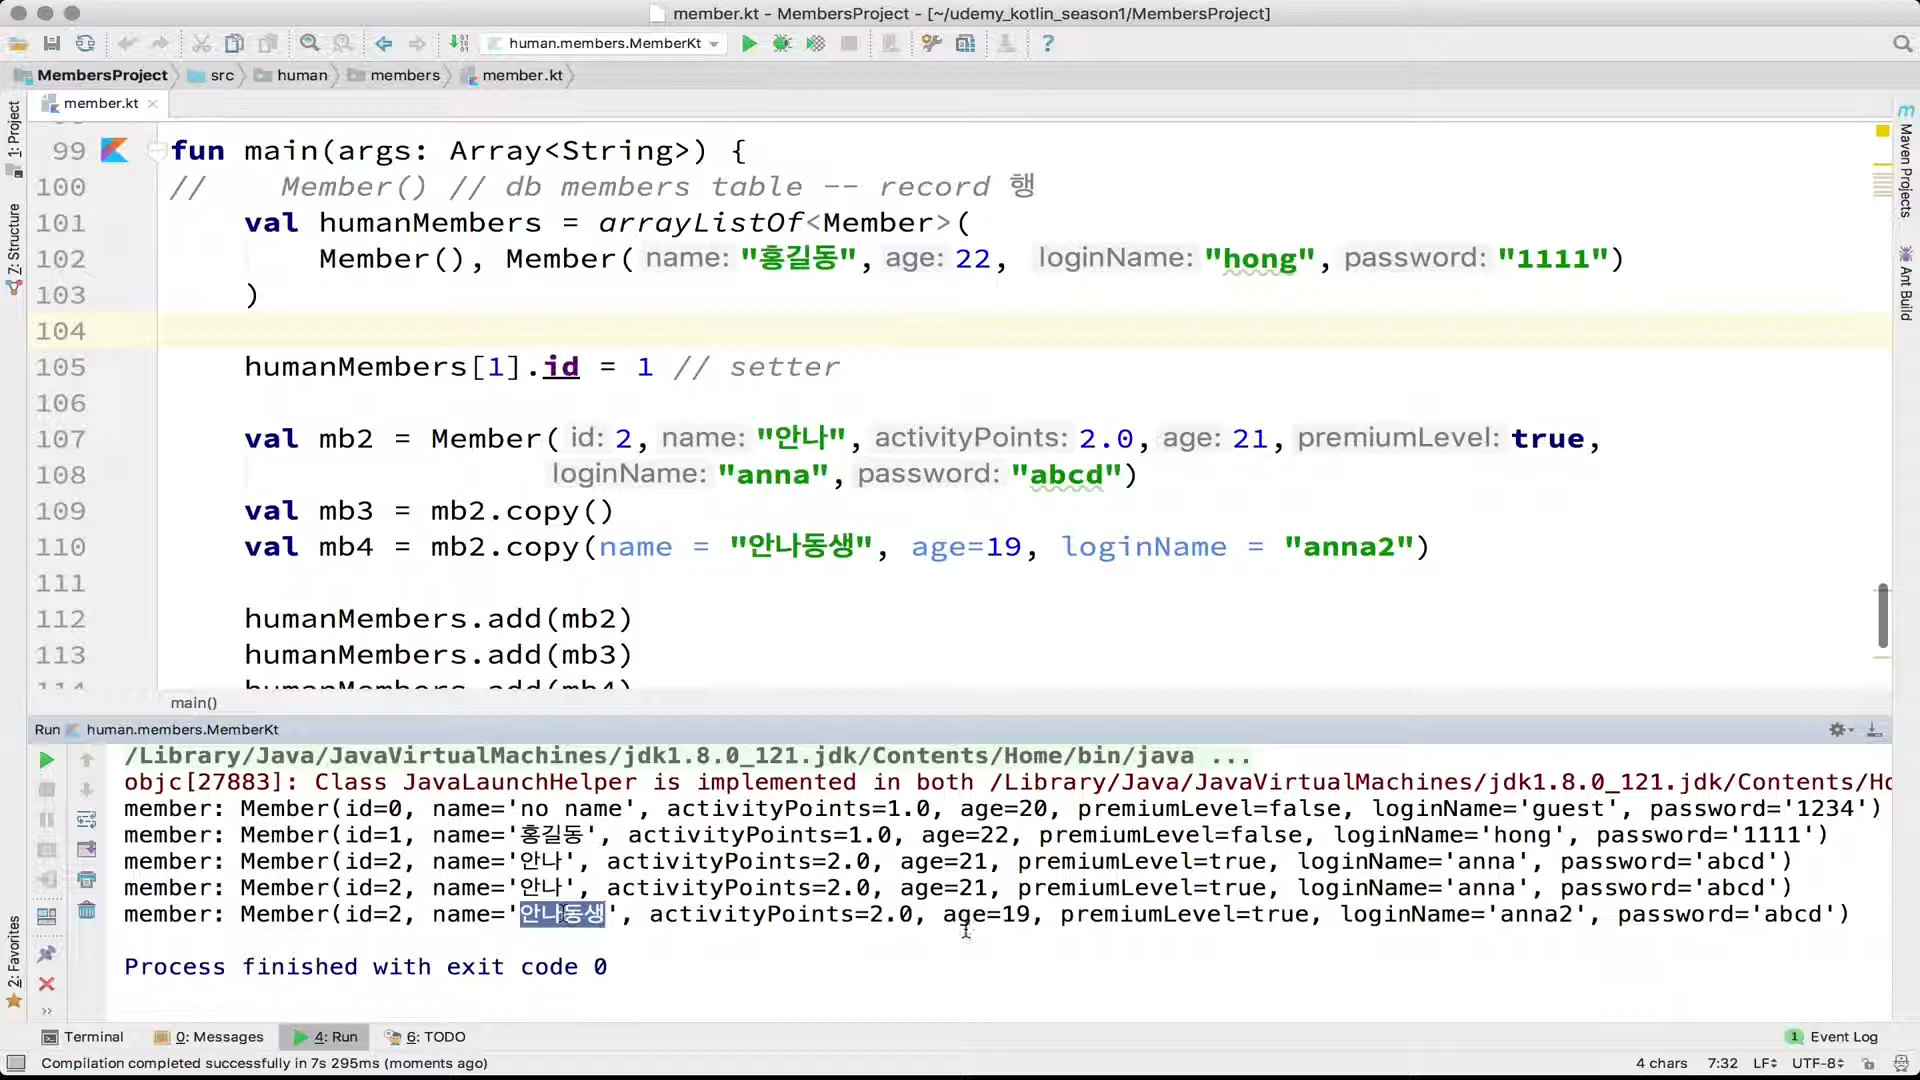 member.kt - MembersProject - [~/udemy_kotlin_season1/MembersProject]
human.members.MemberKt
MembersProject src human members member.kt
member.kt
1: Project
Z: Structure
2: Favorites
Maven Projects
Ant Build
99 fun main(args: Array<String>) {
100 // Member() // db members table -- record 행
101 val humanMembers = arrayListOf<Member>(
102 Member(), Member( name: "홍길동", age: 22, loginName: "hong", password: "1111")
103 )
104
105 humanMembers[1].id = 1 // setter
106
107 val mb2 = Member( id: 2, name: "안나", activityPoints: 2.0, age: 21, premiumLevel: true,
108 loginName: "anna", password: "abcd")
109 val mb3 = mb2.copy()
110 val mb4 = mb2.copy(name = "안나동생", age=19, loginName = "anna2")
111
112 humanMembers.add(mb2)
113 humanMembers.add(mb3)
114 humanMembers.add(mb4)
main()
Run human.members.MemberKt
/Library/Java/JavaVirtualMachines/jdk1.8.0_121.jdk/Contents/Home/bin/java ...
objc[27883]: Class JavaLaunchHelper is implemented in both /Library/Java/JavaVirtualMachines/jdk1.8.0_121.jdk/Contents/Ho
member: Member(id=0, name='no name', activityPoints=1.0, age=20, premiumLevel=false, loginName='guest', password='1234')
member: Member(id=1, name='홍길동', activityPoints=1.0, age=22, premiumLevel=false, loginName='hong', password='1111')
member: Member(id=2, name='안나', activityPoints=2.0, age=21, premiumLevel=true, loginName='anna', password='abcd')
member: Member(id=2, name='안나', activityPoints=2.0, age=21, premiumLevel=true, loginName='anna', password='abcd')
member: Member(id=2, name='안나동생', activityPoints=2.0, age=19, premiumLevel=true, loginName='anna2', password='abcd')
Process finished with exit code 0
Terminal 0: Messages 4: Run 6: TODO 1 Event Log
Compilation completed successfully in 7s 295ms (moments ago) 4 chars 7:32 LF UTF-8